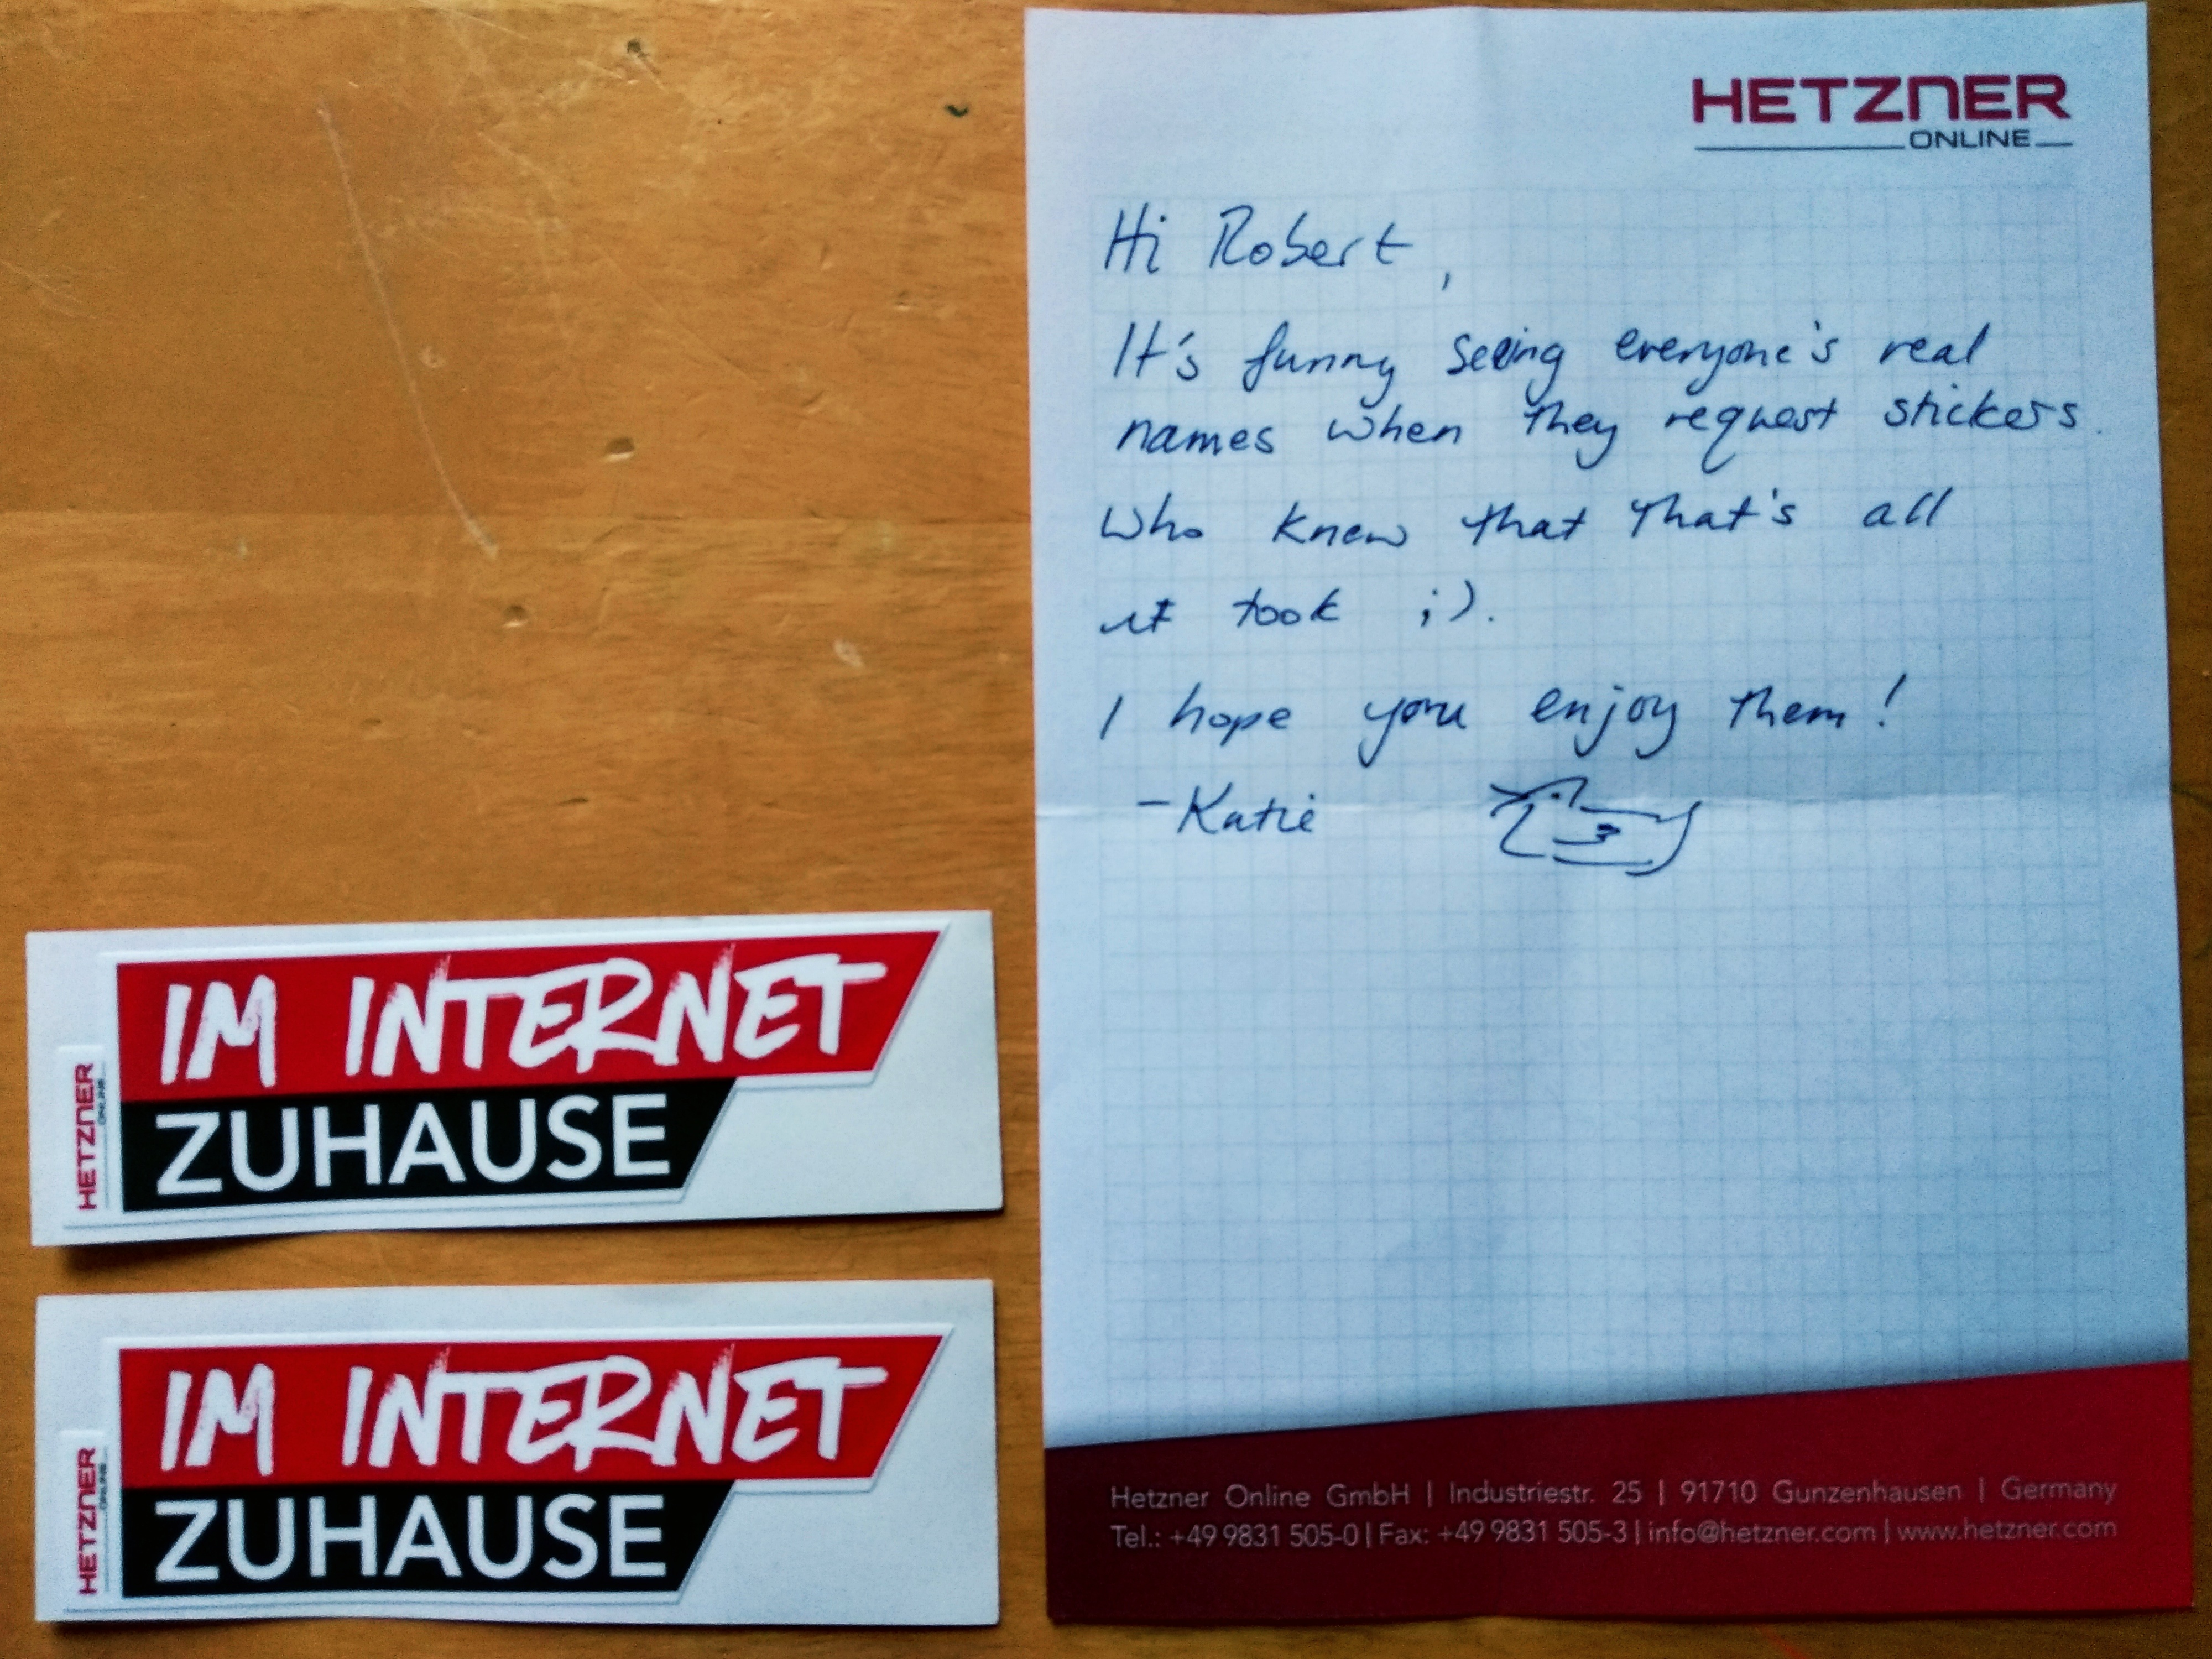 HETZNER
ONLINE
Hi Robert,
It's funny seeing everyone's real
names when they request stickers.
Who knew that that's all
it took ;).
I hope you enjoy them!
-Katie
IM INTERNET
ZUHAUSE
HETZNER
ONLINE
IM INTERNET
ZUHAUSE
HETZNER
ONLINE
Hetzner Online GmbH | Industriestr. 25 | 91710 Gunzenhausen | Germany
Tel.: +49 9831 505-0 | Fax: +49 9831 505-3 | info@hetzner.com | www.hetzner.com